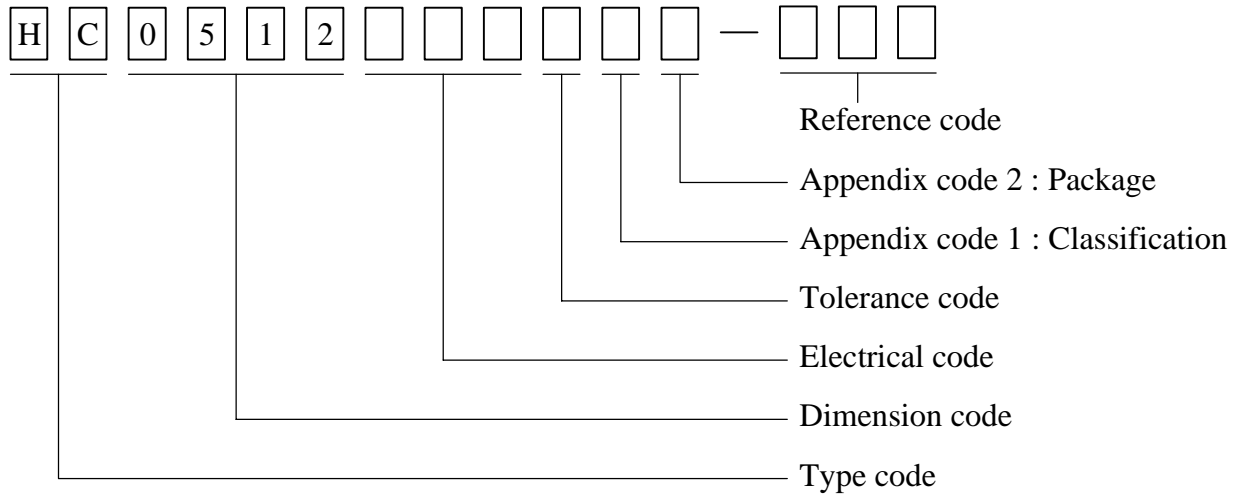 H C 0 5 1 2 —
Reference code
Appendix code 2 : Package
Appendix code 1 : Classification
Tolerance code
Electrical code
Dimension code
Type code